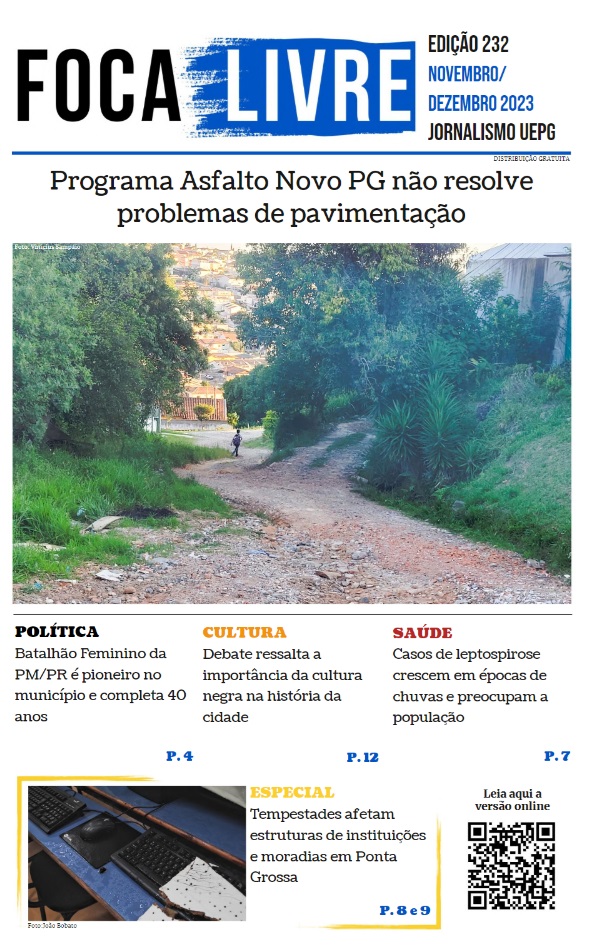 FOCA LIVRE
EDIÇÃO 232
NOVEMBRO/
DEZEMBRO 2023
JORNALISMO UEPG
DISTRIBUIÇÃO GRATUITA
Programa Asfalto Novo PG não resolve
problemas de pavimentação
Foto: Vinicius Sampaio
POLÍTICA
Batalhão Feminino da
PM/PR é pioneiro no
município e completa 40
anos
P. 4
CULTURA
Debate ressalta a
importância da cultura
negra na história da
cidade
P. 12
SAÚDE
Casos de leptospirose
crescem em épocas de
chuvas e preocupam a
população
P. 7
ESPECIAL
Tempestades afetam
estruturas de instituições
e moradias em Ponta
Grossa
P. 8 e 9
Foto:João Bobato
Leia aqui a
versão online